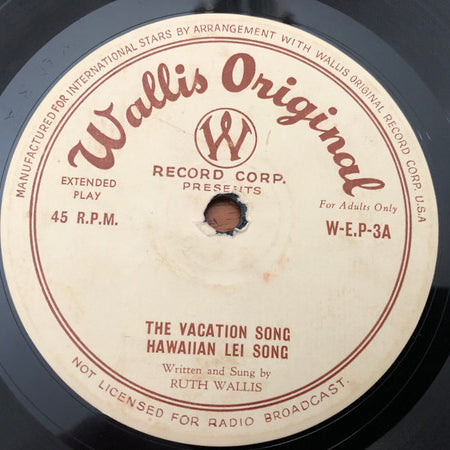 MANUFACTURED FOR INTERNATIONAL STARS BY ARRANGEMENT WITH WALLIS ORIGINAL RECORD CORP. U.S.A
Wallis Original
W
RECORD CORP.
PRESENTS
EXTENDED
PLAY
45 R.P.M.
For Adults Only
W-E.P-3A
THE VACATION SONG
HAWAIIAN LEI SONG
Written and Sung by
RUTH WALLIS
NOT LICENSED FOR RADIO BROADCAST.